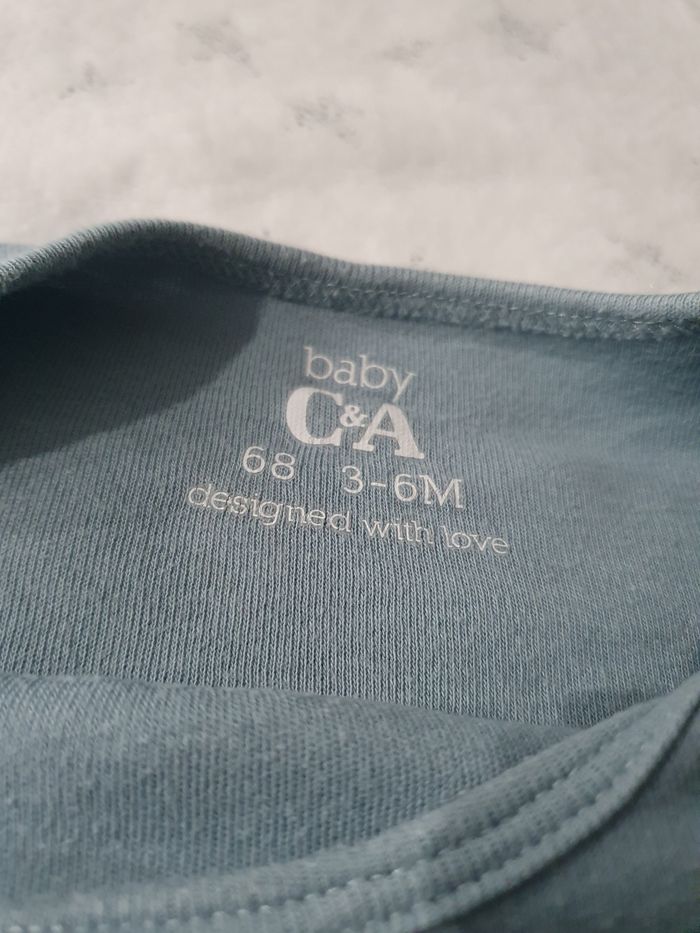 baby
C&A
68 3-6M
designed with love